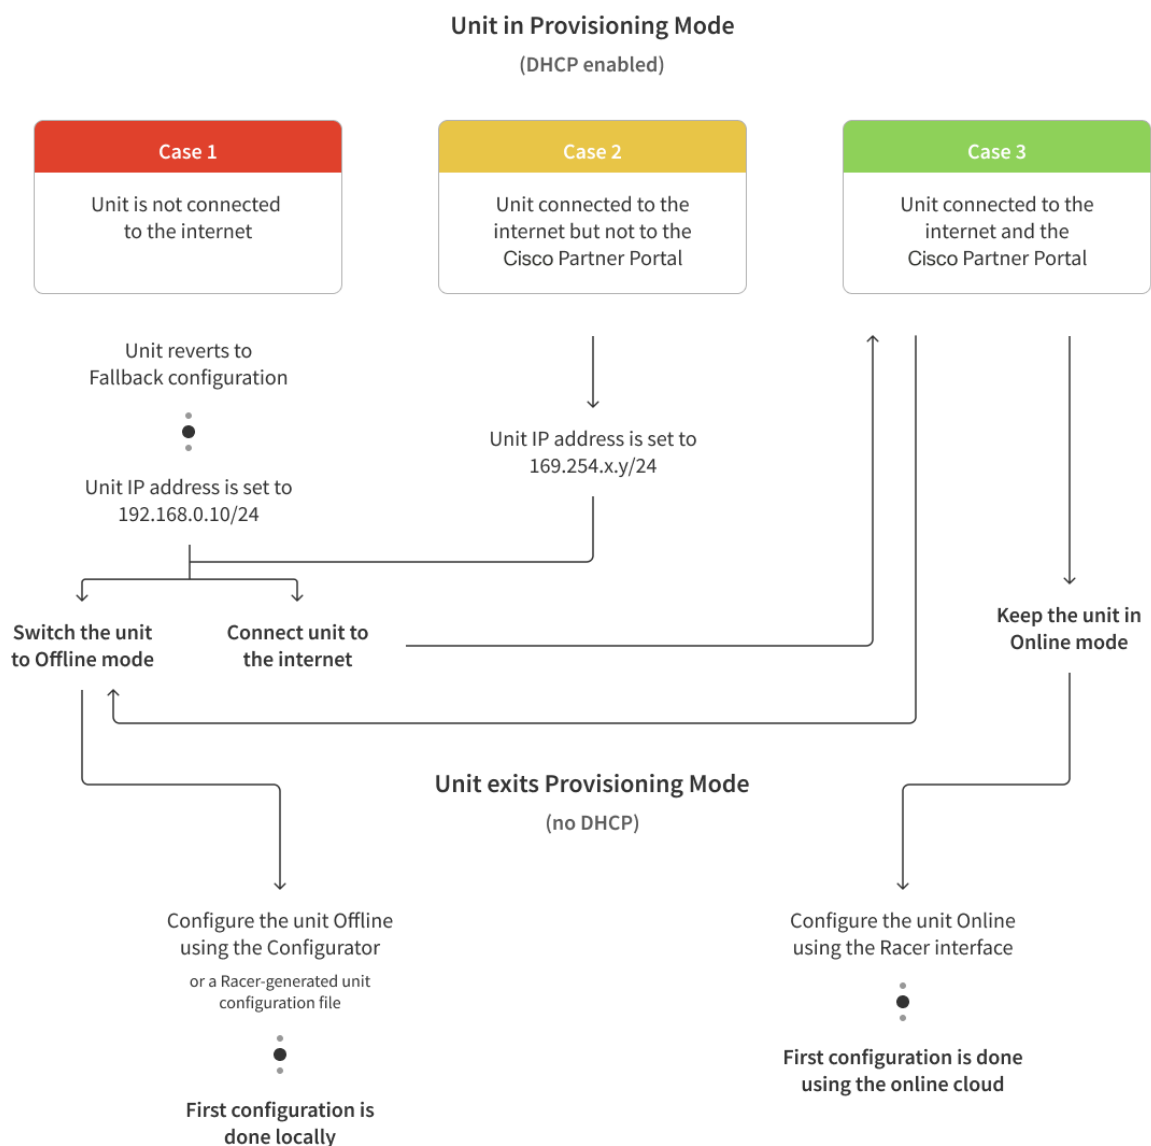 Unit in Provisioning Mode
(DHCP enabled)
Case 1
Unit is not connected
to the internet
Case 2
Unit connected to the
internet but not to the
Cisco Partner Portal
Case 3
Unit connected to the
internet and the
Cisco Partner Portal
Unit reverts to
Fallback configuration
Unit IP address is set to
192.168.0.10/24
Unit IP address is set to
169.254.x.y/24
Switch the unit
to Offline mode
Connect unit to
the internet
Keep the unit in
Online mode
Unit exits Provisioning Mode
(no DHCP)
Configure the unit Offline
using the Configurator
or a Racer-generated unit
configuration file
First configuration is
done locally
Configure the unit Online
using the Racer interface
First configuration is done
using the online cloud